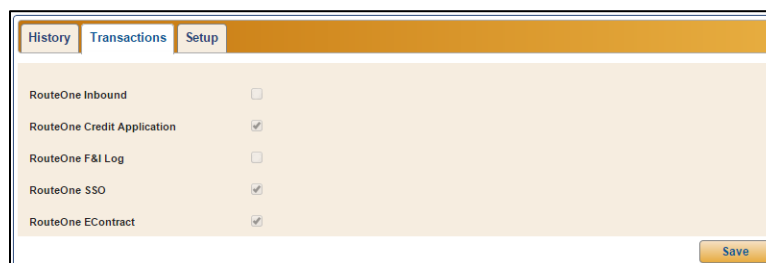 History Transactions Setup
RouteOne Inbound
RouteOne Credit Application
RouteOne F&I Log
RouteOne SSO
RouteOne EContract
Save